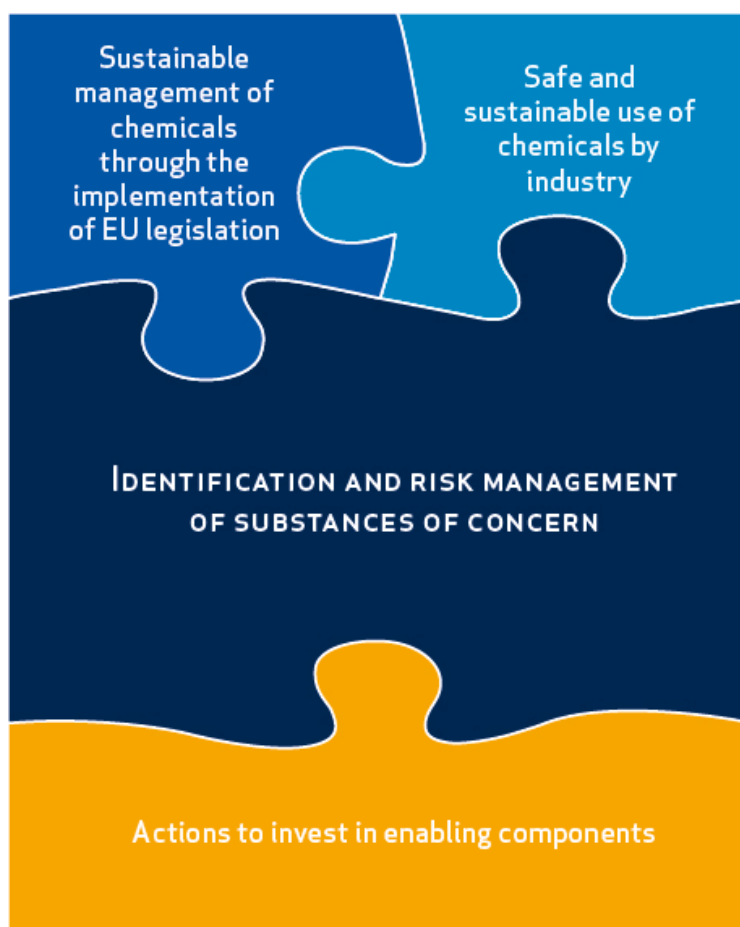 Sustainable
management of
chemicals
through the
implementation
of EU legislation
Safe and
sustainable use of
chemicals by
industry
IDENTIFICATION AND RISK MANAGEMENT
OF SUBSTANCES OF CONCERN
Actions to invest in enabling components